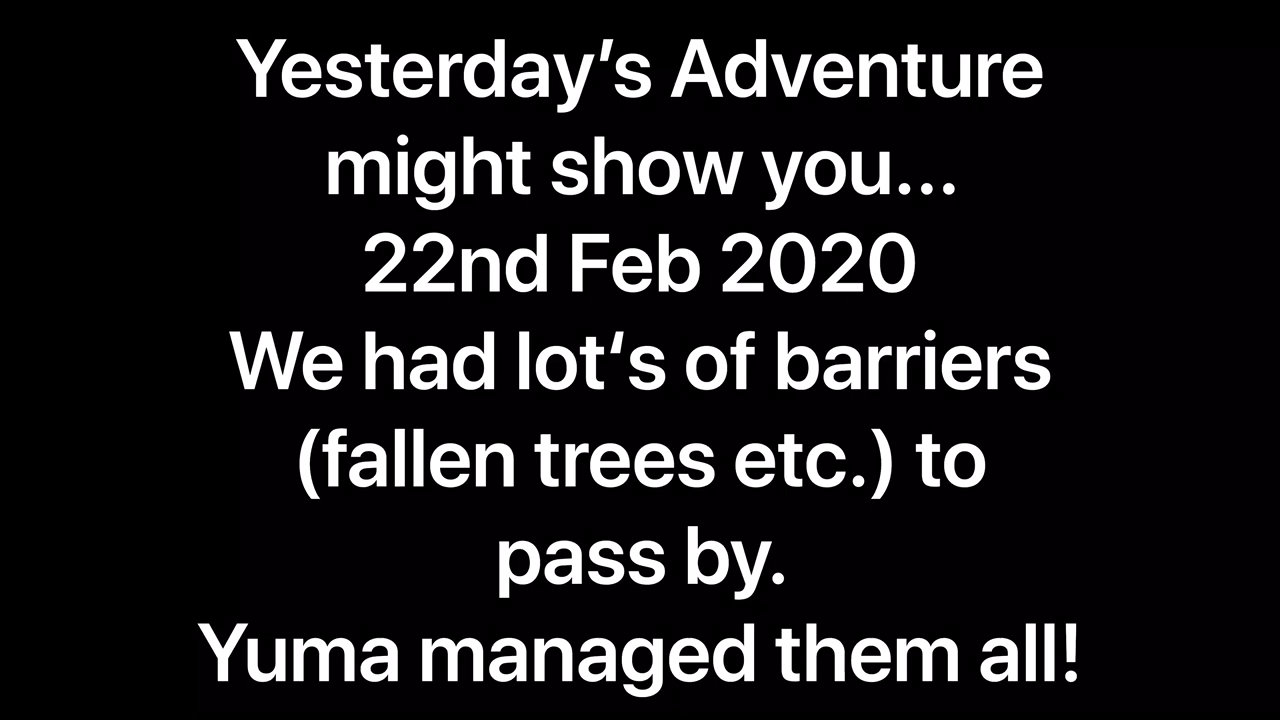 Yesterday’s Adventure
might show you...
22nd Feb 2020
We had lot‘s of barriers
(fallen trees etc.) to
pass by.
Yuma managed them all!